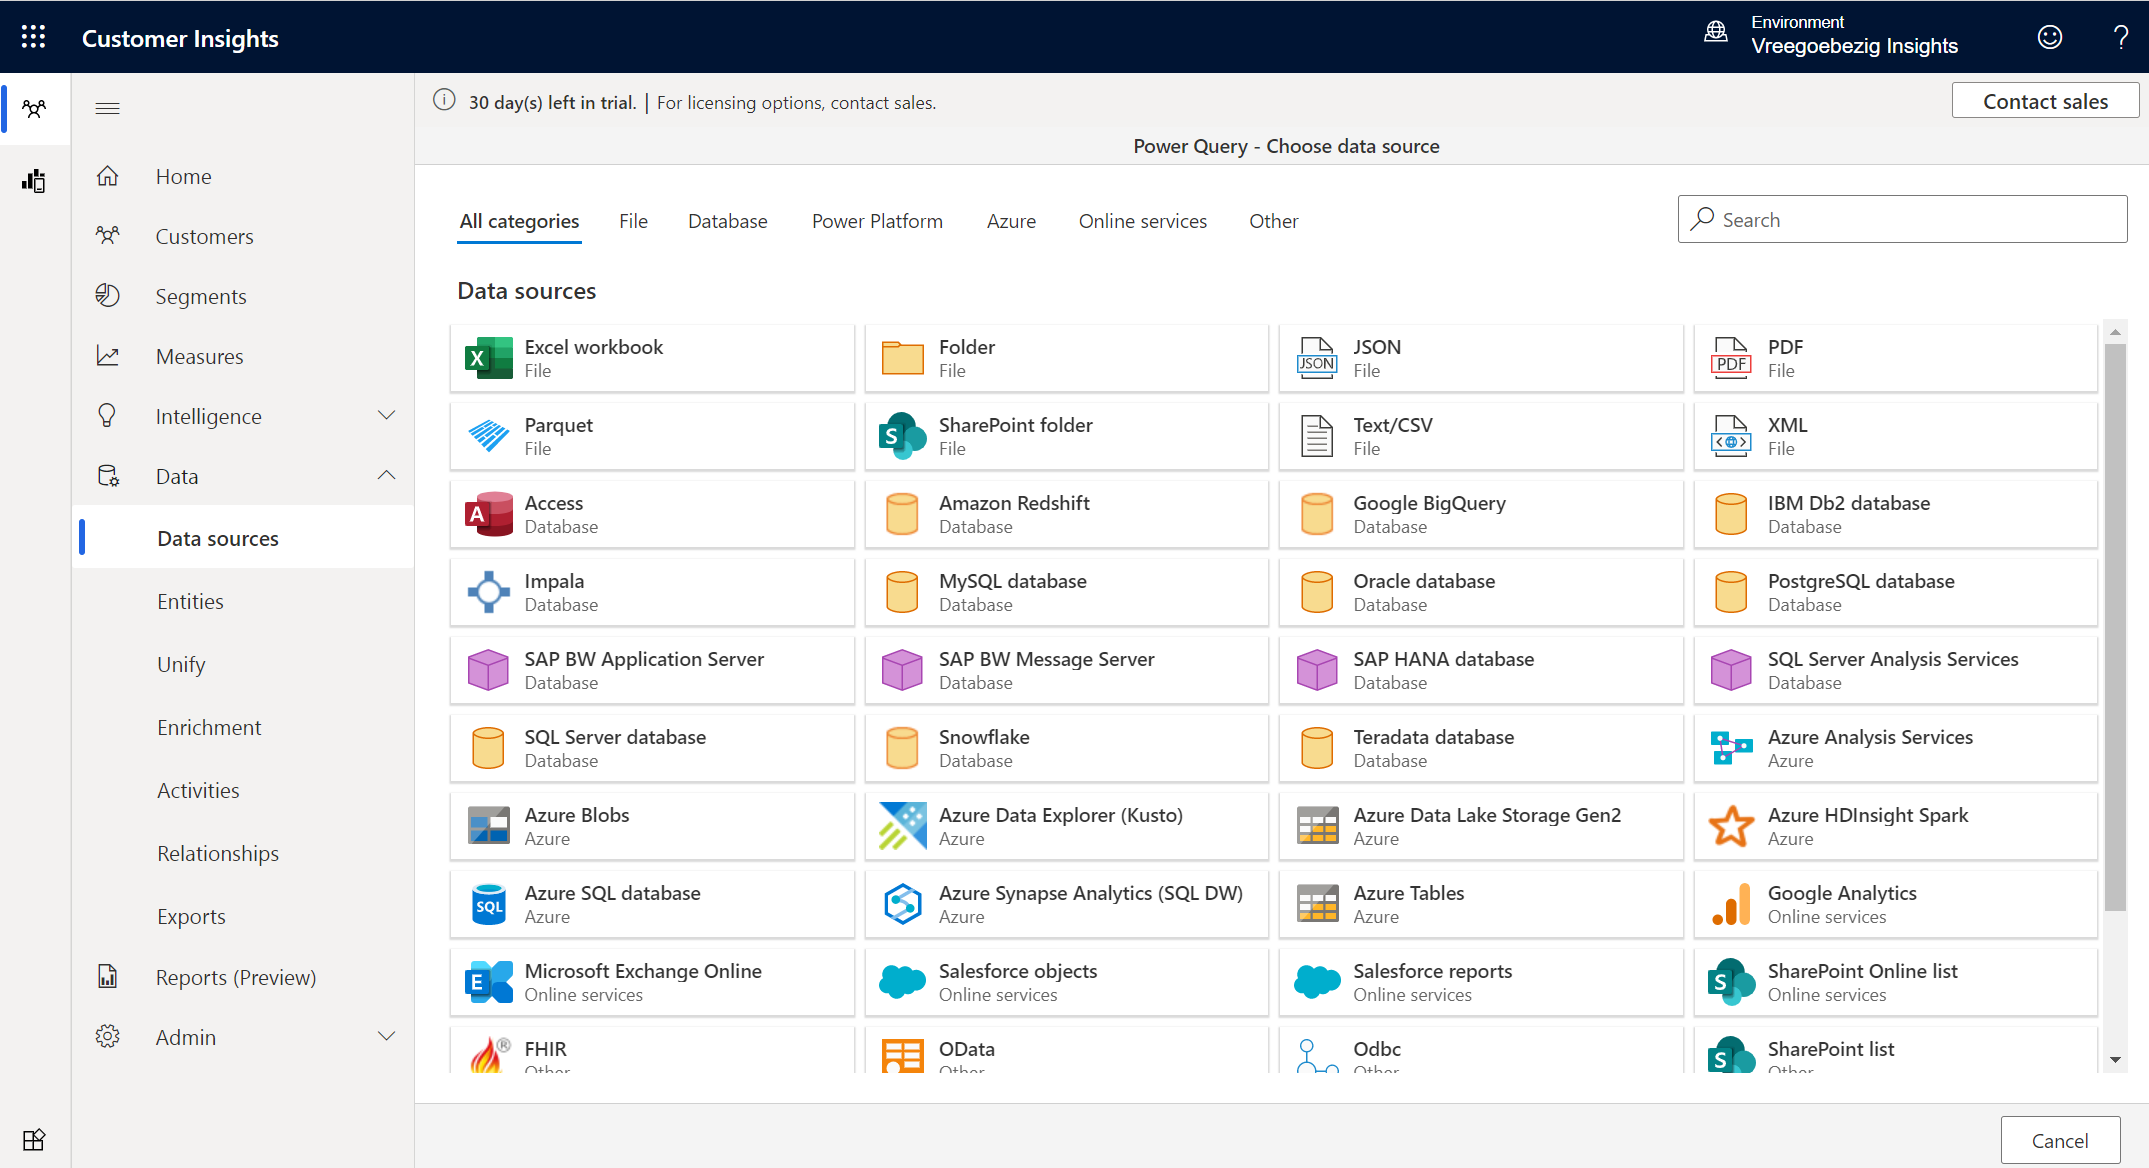 Customer Insights
Environment
Vreegoebezig Insights
?
30 day(s) left in trial. | For licensing options, contact sales.
Contact sales
Power Query - Choose data source
Home
Customers
Segments
Measures
Intelligence
Data
Data sources
Entities
Unify
Enrichment
Activities
Relationships
Exports
Reports (Preview)
Admin
All categories File Database Power Platform Azure Online services Other
Search
Data sources
X
Excel workbook
File
Folder
File
JSON
JSON
File
PDF
PDF
File
Parquet
File
S
SharePoint folder
File
Text/CSV
File
XML
File
A
Access
Database
Amazon Redshift
Database
Google BigQuery
Database
IBM Db2 database
Database
Impala
Database
MySQL database
Database
Oracle database
Database
PostgreSQL database
Database
SAP BW Application Server
Database
SAP BW Message Server
Database
SAP HANA database
Database
SQL Server Analysis Services
Database
SQL Server database
Database
Snowflake
Database
Teradata database
Database
Azure Analysis Services
Azure
Azure Blobs
Azure
Azure Data Explorer (Kusto)
Azure
Azure Data Lake Storage Gen2
Azure
Azure HDInsight Spark
Azure
SQL
Azure SQL database
Azure
Azure Synapse Analytics (SQL DW)
Azure
Azure Tables
Azure
Google Analytics
Online services
E
Microsoft Exchange Online
Online services
Salesforce objects
Online services
Salesforce reports
Online services
S
SharePoint Online list
Online services
®
FHIR
Other
OData
Other
Odbc
Other
S
SharePoint list
Other
Cancel